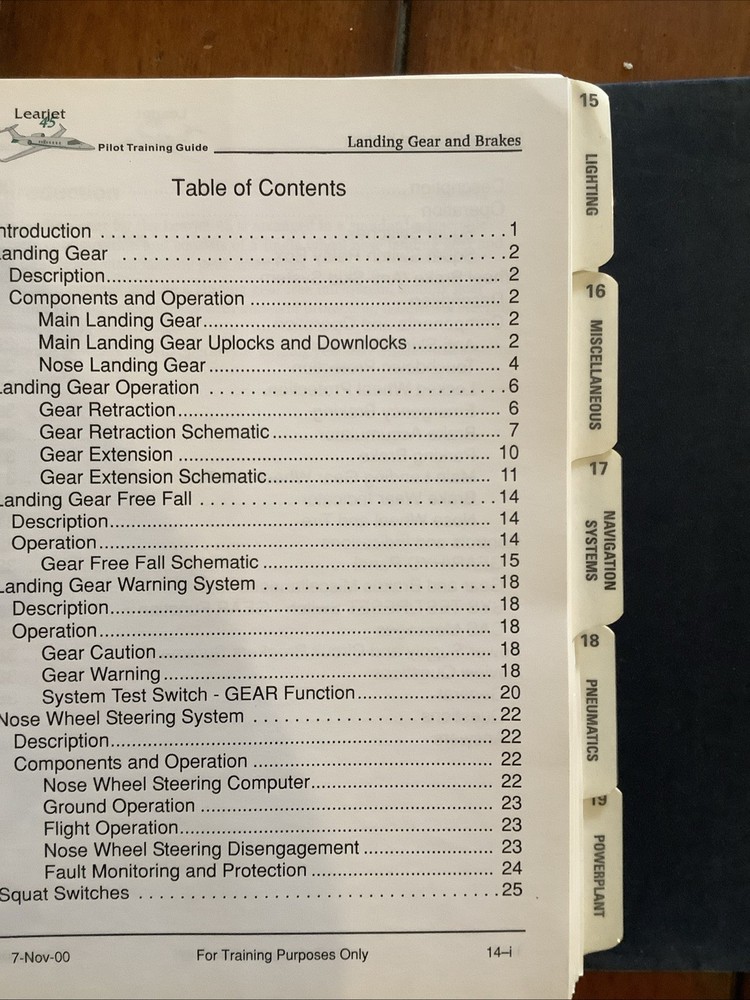 Learjet
45
Pilot Training Guide
Landing Gear and Brakes
Table of Contents
ntroduction . . . . . . . . . . . . . . . . . . . . . . . . . . . . . . . . . . . . . . .1
anding Gear . . . . . . . . . . . . . . . . . . . . . . . . . . . . . . . . . . . . .2
Description........................................................................... 2
Components and Operation ................................................ 2
Main Landing Gear......................................................... 2
Main Landing Gear Uplocks and Downlocks ................ 2
Nose Landing Gear ........................................................ 4
Landing Gear Operation . . . . . . . . . . . . . . . . . . . . . . . . . . . . .6
Gear Retraction.............................................................. 6
Gear Retraction Schematic............................................ 7
Gear Extension ............................................................ 10
Gear Extension Schematic.......................................... 11
Landing Gear Free Fall . . . . . . . . . . . . . . . . . . . . . . . . . . . . .14
Description......................................................................... 14
Operation........................................................................... 14
Gear Free Fall Schematic ........................................... 15
Landing Gear Warning System . . . . . . . . . . . . . . . . . . . . . . .18
Description......................................................................... 18
Operation........................................................................... 18
Gear Caution................................................................ 18
Gear Warning............................................................... 18
System Test Switch - GEAR Function......................... 20
Nose Wheel Steering System . . . . . . . . . . . . . . . . . . . . . . . .22
Description......................................................................... 22
Components and Operation .............................................. 22
Nose Wheel Steering Computer................................... 22
Ground Operation ........................................................ 23
Flight Operation............................................................ 23
Nose Wheel Steering Disengagement ........................ 23
Fault Monitoring and Protection .................................. 24
Squat Switches . . . . . . . . . . . . . . . . . . . . . . . . . . . . . . . . . . .25
7-Nov-00
For Training Purposes Only
14–i
15
LIGHTING
16
MISCELLANEOUS
17
NAVIGATION
SYSTEMS
18
PNEUMATICS
19
POWERPLANT